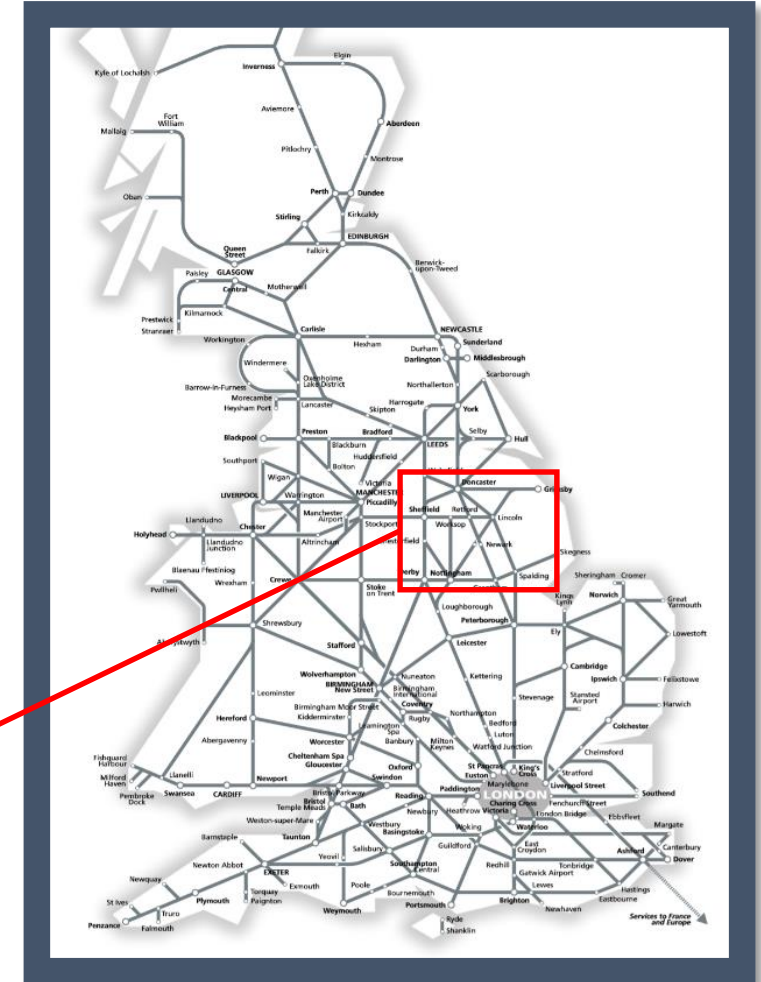 Elgin
Inverness
Kyle of Lochalsh
Aviemore
Fort
William
Mallaig
Aberdeen
Pitlochry
Montrose
Perth
Dundee
Oban
Stirling
Kirkcaldy
EDINBURGH
Queen
Street
Falkirk
Berwick-
upon-Tweed
Paisley
GLASGOW
Central
Motherwell
Prestwick
Kilmarnock
Stranraer
Carlisle
NEWCASTLE
Workington
Hexham
Durham
Sunderland
Darlington
Middlesbrough
Windermere
Scarborough
Oxenholme
Lake District
Barrow-in-Furness
Northallerton
Morecambe
Harrogate
Heysham Port
Lancaster
Skipton
York
Blackpool
Preston
Bradford
Selby
Hull
Blackburn
LEEDS
Huddersfield
Southport
Bolton
Wigan
Victoria
Doncaster
MANCHESTER
Piccadilly
LIVERPOOL
Warrington
Sheffield
Retford
Lincoln
Manchester
Airport
Stockport
Worksop
Llandudno
Chester
Holyhead
Altrincham
Llandudno
Junction
Newark
Skegness
Blaenau Ffestiniog
Nottingham
Spalding
Crewe
Stoke
on Trent
Wrexham
Pwllheli
Sheringham
Cromer
Kings
Lynn
Norwich
Great
Yarmouth
Loughborough
Shrewsbury
Peterborough
Ely
Lowestoft
Stafford
Leicester
Wolverhampton
Nuneaton
Kettering
Cambridge
BIRMINGHAM
New Street
Birmingham
International
Ipswich
Felixstowe
Leominster
Coventry
Stevenage
Stansted
Airport
Harwich
Birmingham Moor Street
Kidderminster
Rugby
Northampton
Hereford
Leamington
Spa
Bedford
Colchester
Abergavenny
Worcester
Banbury
Milton
Keynes
Luton
Watford Junction
Chelmsford
Cheltenham Spa
Gloucester
Oxford
St Pancras
Euston
King's
Cross
Stratford
Fishguard
Harbour
Llanelli
Swindon
Marylebone
Liverpool Street
Milford
Haven
Newport
Bristol Parkway
Reading
Paddington
LONDON
Southend
Pembroke
Dock
Swansea
CARDIFF
Bristol
Temple Meads
Bath
Newbury
Heathrow
Victoria
Charing Cross
Fenchurch Street
London Bridge
Ebbsfleet
Weston-super-Mare
Westbury
Basingstoke
Woking
Waterloo
Margate
Barnstaple
Taunton
Salisbury
Guildford
East
Croydon
Canterbury
Ashford
Dover
Newton Abbot
Yeovil
Southampton
Central
Redhill
Tonbridge
Gatwick Airport
EXETER
Newquay
Exmouth
Poole
Lewes
Hastings
St Ives
Plymouth
Torquay
Paignton
Bournemouth
Eastbourne
Truro
Weymouth
Portsmouth
Brighton
Newhaven
Penzance
Falmouth
Ryde
Shanklin
Services to France
and Europe